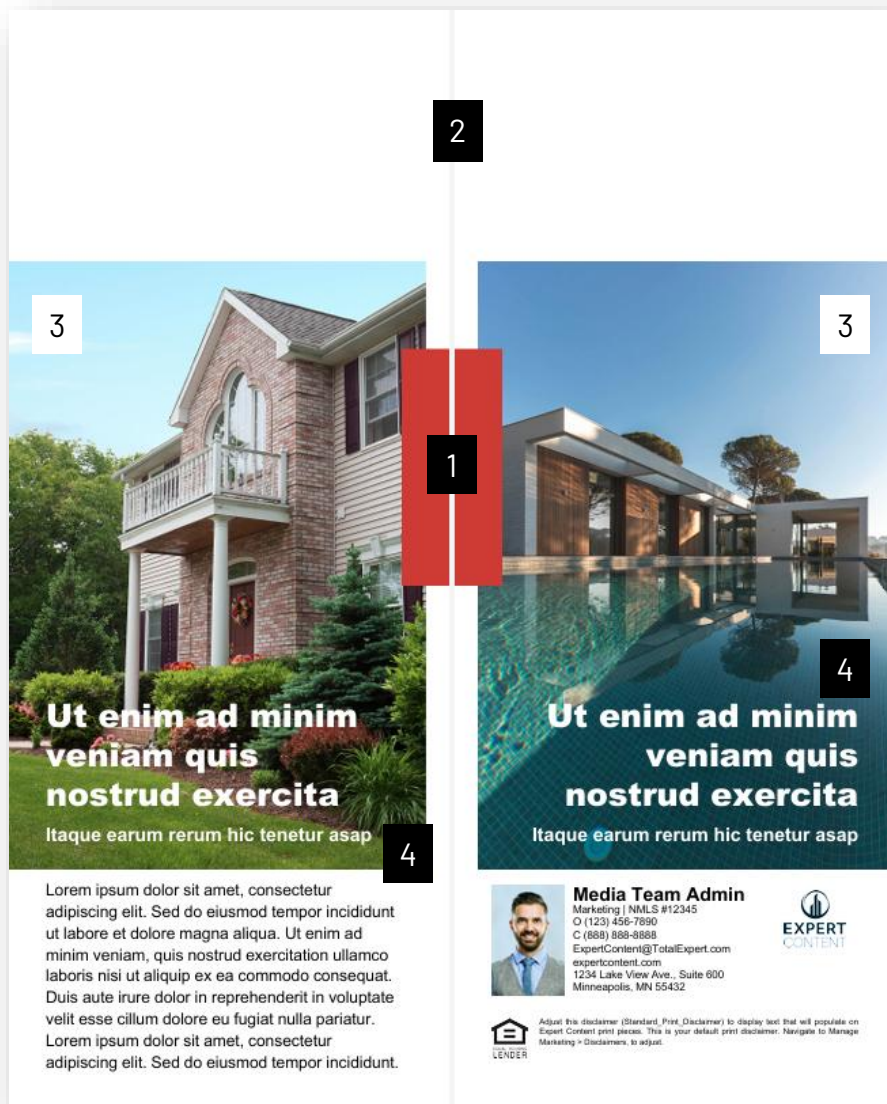 2
3
3
1
4
Ut enim ad minim
veniam quis
nostrud exercita
Itaque earum rerum hic tenetur asap
4
Ut enim ad minim
veniam quis
nostrud exercita
Itaque earum rerum hic tenetur asap
Lorem ipsum dolor sit amet, consectetur
adipiscing elit. Sed do eiusmod tempor incididunt
ut labore et dolore magna aliqua. Ut enim ad
minim veniam, quis nostrud exercitation ullamco
laboris nisi ut aliquip ex ea commodo consequat.
Duis aute irure dolor in reprehenderit in voluptate
velit esse cillum dolore eu fugiat nulla pariatur.
Lorem ipsum dolor sit amet, consectetur
adipiscing elit. Sed do eiusmod tempor incididunt.
Media Team Admin
Marketing | NMLS #12345
O (123) 456-7890
C (888) 888-8888
ExpertContent@TotalExpert.com
expertcontent.com
1234 Lake View Ave., Suite 600
Minneapolis, MN 55432
EXPERT
CONTENT
EQUAL HOUSING
LENDER
Adjust this disclaimer (Standard_Print_Disclaimer) to display text that will populate on
Expert Content print pieces. This is your default print disclaimer. Navigate to Manage
Marketing > Disclaimers, to adjust.